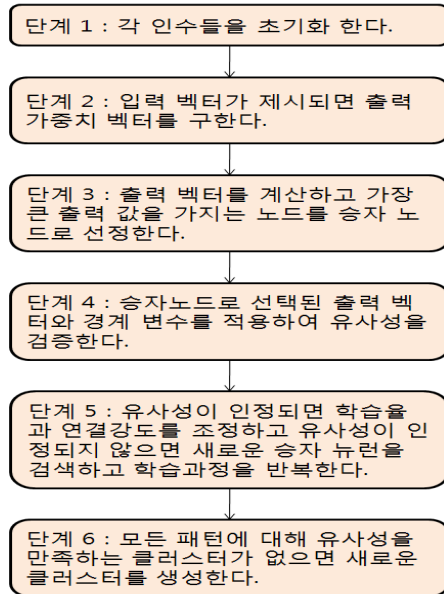 단계 1 : 각 인수들을 초기화 한다.
단계 2 : 입력 벡터가 제시되면 출력
가중치 벡터를 구한다.
단계 3 : 출력 벡터를 계산하고 가장
큰 출력 값을 가지는 노드를 승자 노
드로 선정한다.
단계 4 : 승자노드로 선택된 출력 벡
터와 경계 변수를 적용하여 유사성을
검증한다.
단계 5 : 유사성이 인정되면 학습율
과 연결강도를 조정하고 유사성이 인
정되지 않으면 새로운 승자 뉴런을
검색하고 학습과정을 반복한다.
단계 6 : 모든 패턴에 대해 유사성을
만족하는 클러스터가 없으면 새로운
클러스터를 생성한다.